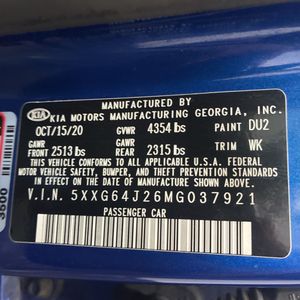 MANUFACTURED BY
KIA KIA MOTORS MANUFACTURING GEORGIA, INC.
OCT/15/20 GVWR 4354 lbs PAINT DU2
GAWR GAWR
FRONT 2513 lbs REAR 2315 lbs TRIM WK
THIS VEHICLE CONFORMS TO ALL APPLICABLE FEDERAL
MOTOR VEHICLE SAFETY, BUMPER, AND THEFT PREVENTION STANDARDS
IN EFFECT ON THE DATE OF MANUFACTURE SHOWN ABOVE.
V.I.N. 5XXG64J26MG037921
PASSENGER CAR
3500